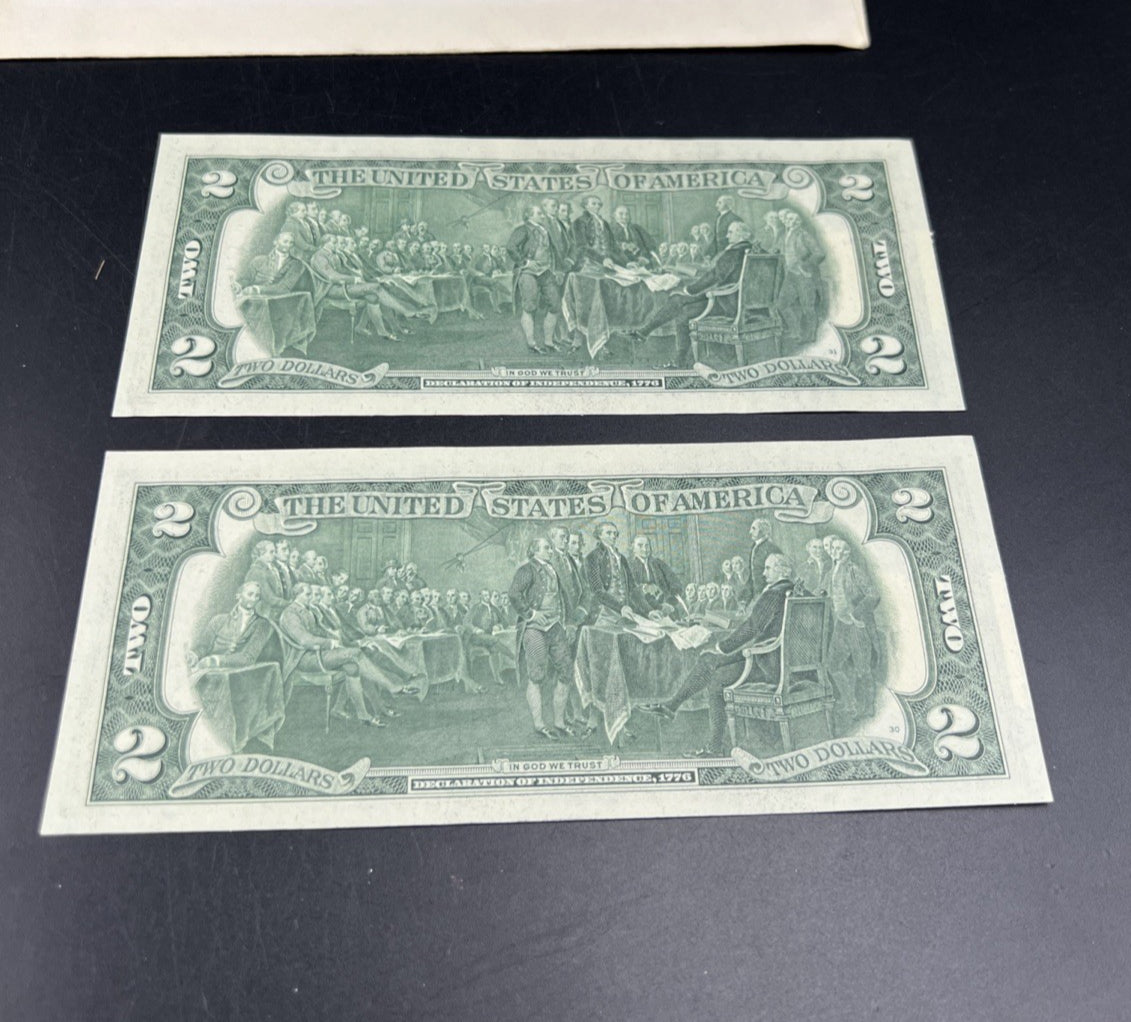 2 THE UNITED STATES OF AMERICA 2
TWO TWO
31
2 TWO DOLLARS IN GOD WE TRUST TWO DOLLARS 2
DECLARATION OF INDEPENDENCE, 1776
2 THE UNITED STATES OF AMERICA 2
TWO TWO
30
2 TWO DOLLARS IN GOD WE TRUST TWO DOLLARS 2
DECLARATION OF INDEPENDENCE, 1776